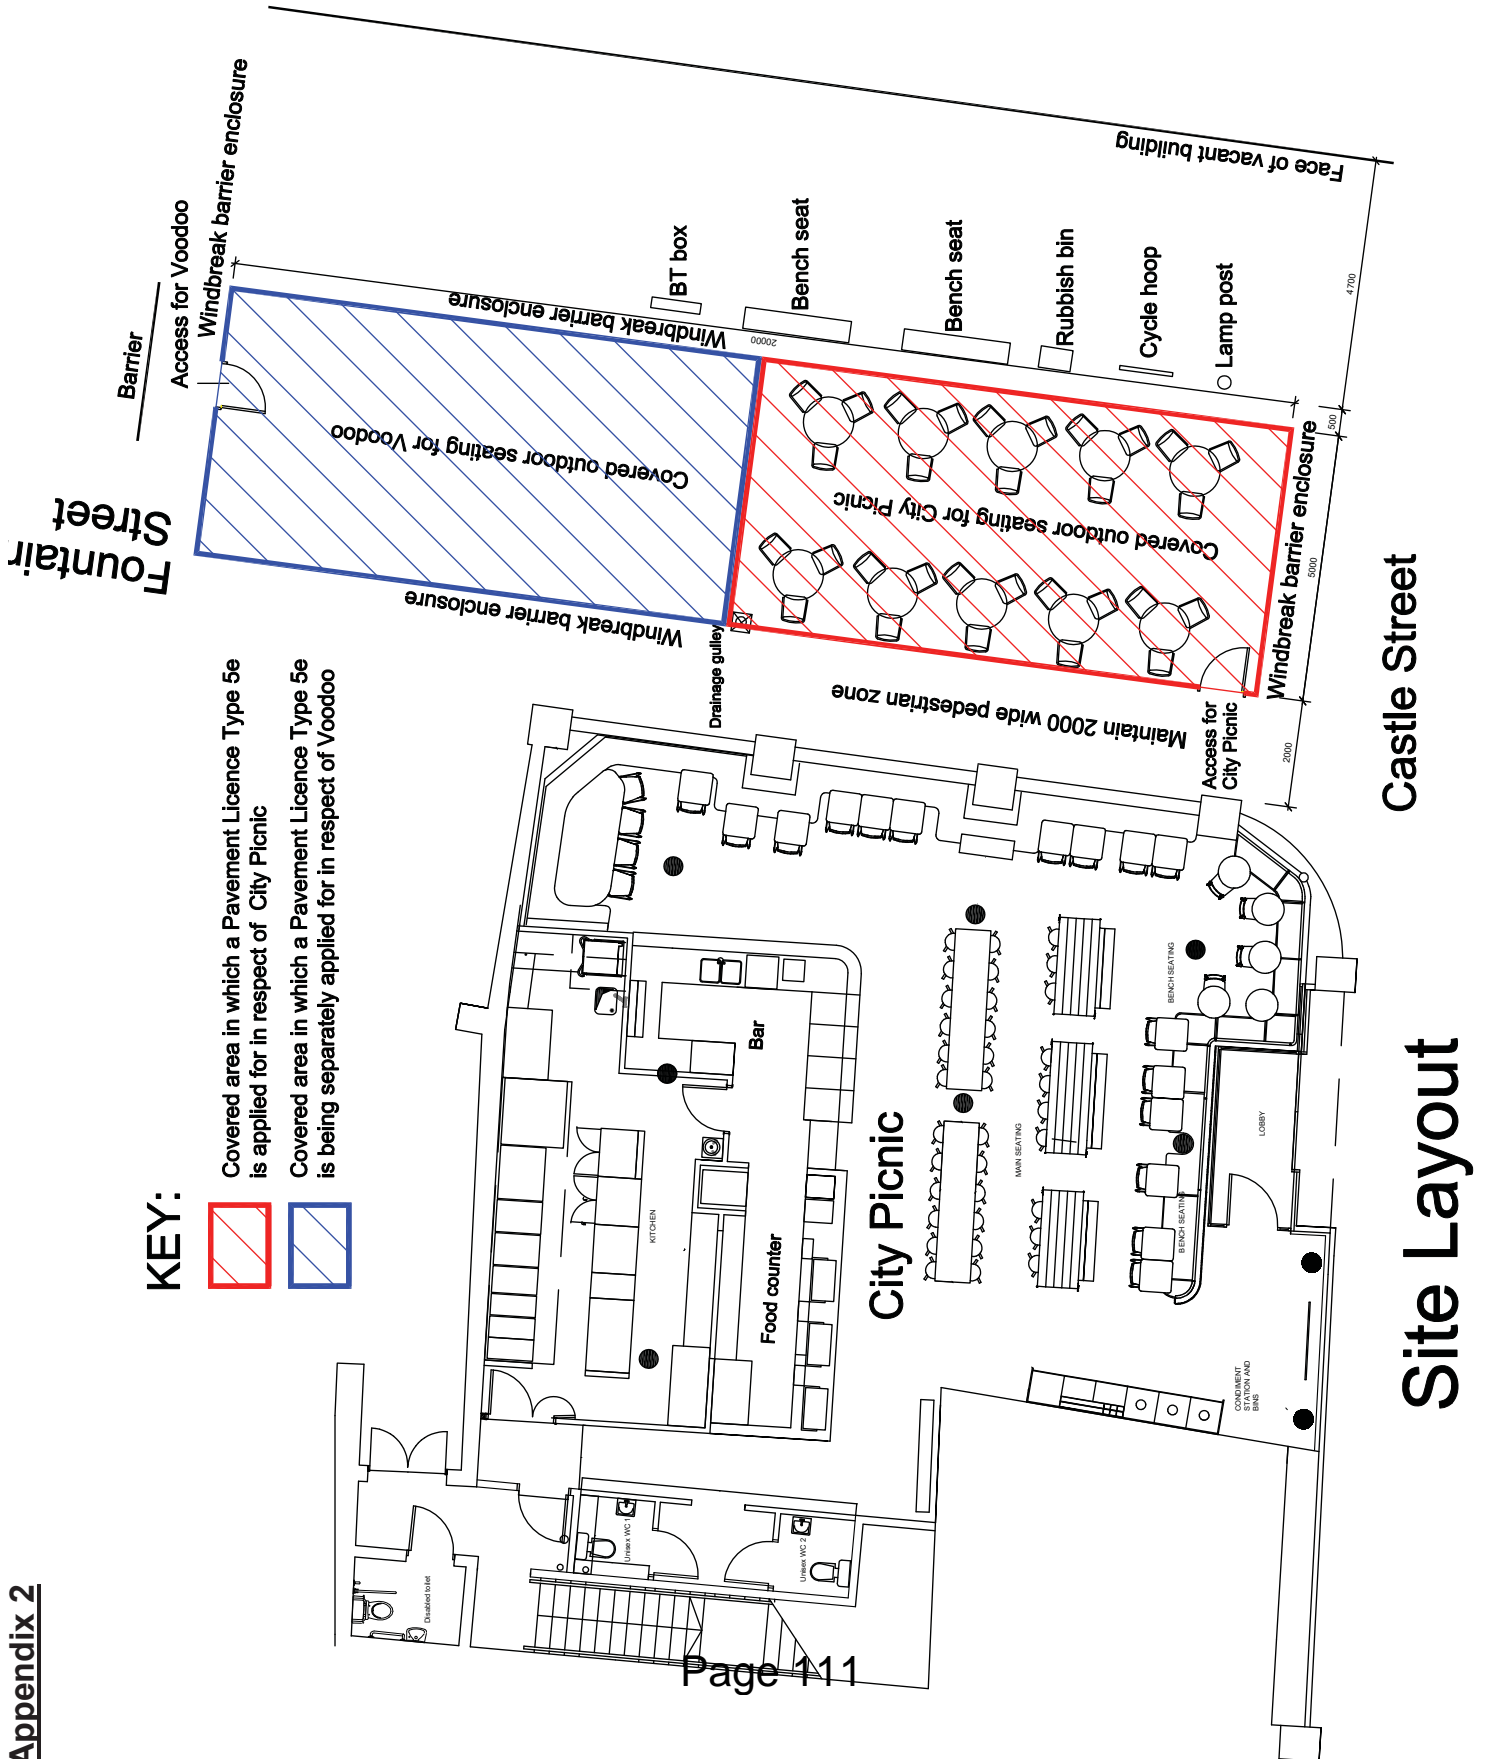 Appendix 2
KEY:
Covered area in which a Pavement Licence Type 5e
is applied for in respect of City Picnic
Covered area in which a Pavement Licence Type 5e
is being separately applied for in respect of Voodoo
Fountain
Street
Barrier
Access for Voodoo
Windbreak barrier enclosure
Windbreak barrier enclosure
Covered outdoor seating for Voodoo
Windbreak barrier enclosure
BT box
Bench seat
Bench seat
Rubbish bin
Cycle hoop
Lamp post
Face of vacant building
20000
4700
500
5000
2000
Covered outdoor seating for City Picnic
Windbreak barrier enclosure
Drainage gulley
Maintain 2000 wide pedestrian zone
Access for
City Picnic
Castle Street
Bar
Food counter
KITCHEN
City Picnic
MAIN SEATING
BENCH SEATING
BENCH SEATING
LOBBY
CONDIMENT
STATION AND
BINS
Disabled toilet
Unisex WC 1
Unisex WC 2
Site Layout
Page 111